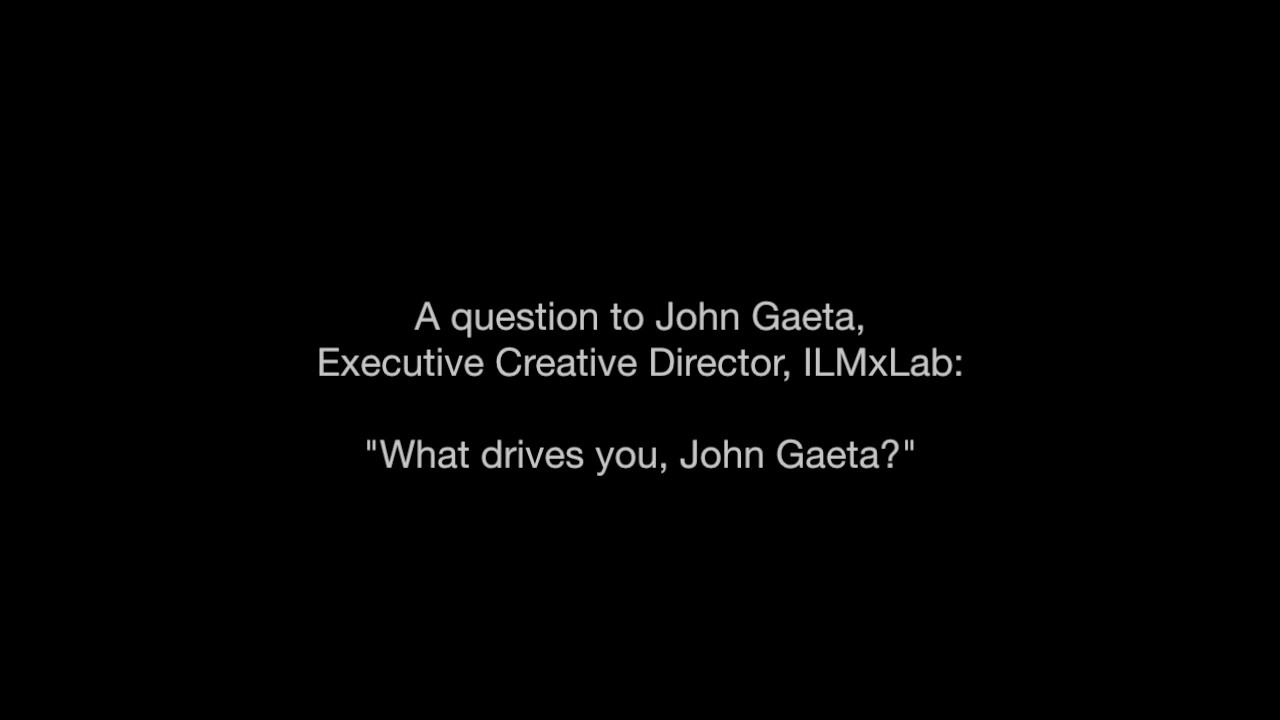 A question to John Gaeta,
Executive Creative Director, ILMxLab:
"What drives you, John Gaeta?"